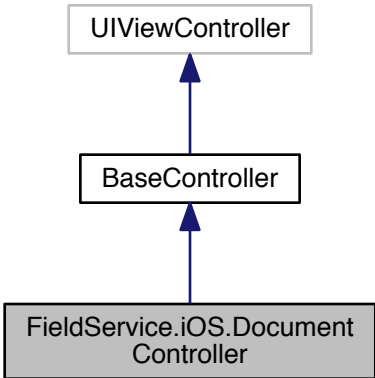 UIViewController
BaseController
FieldService.iOS.Document
Controller